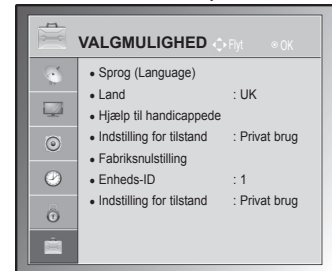 VALGMULIGHED Flyt OK
• Sprog (Language)
• Land : UK
• Hjælp til handicappede
• Indstilling for tilstand : Privat brug
• Fabriksnulstilling
• Enheds-ID : 1
• Indstilling for tilstand : Privat brug